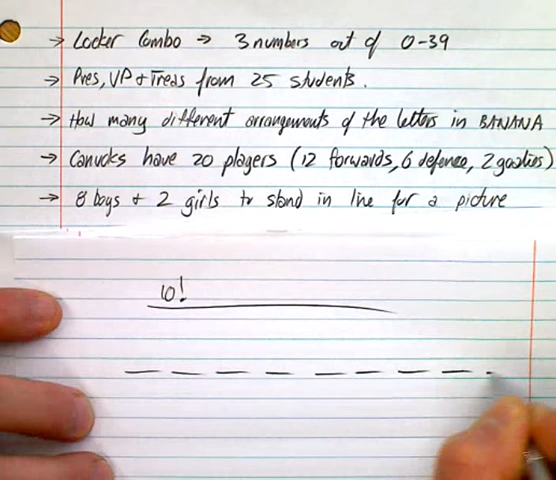 → Locker Combo → 3 numbers out of 0-39
→ Pres, VP + Treas from 25 students.
→ How many different arrangements of the letters in BANANA
→ Canucks have 20 players (12 forwards, 6 defence, 2 goalies)
→ 8 boys + 2 girls to stand in line for a picture
10!